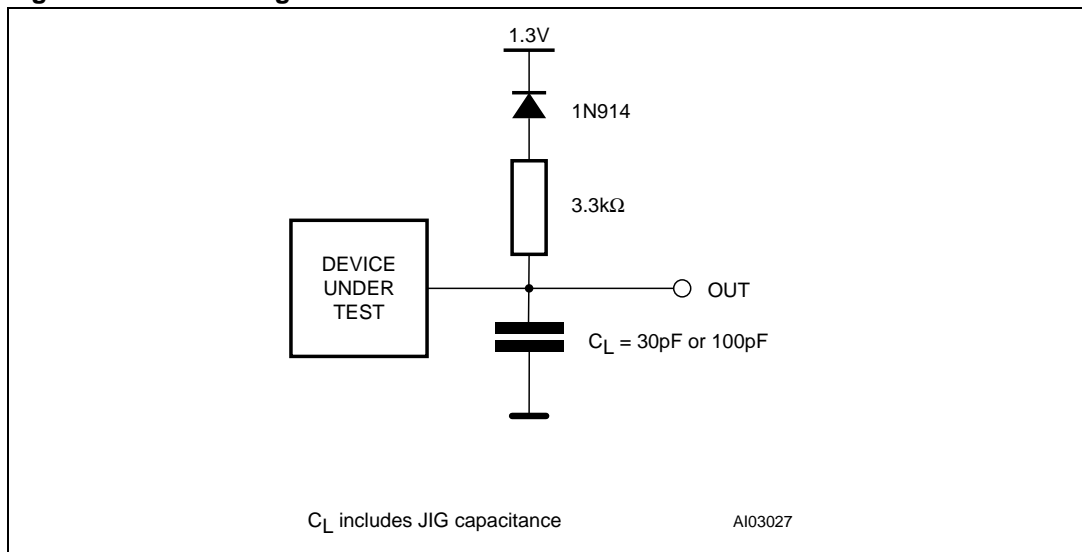 1.3V
1N914
3.3kΩ
DEVICE
UNDER
TEST
OUT
CL = 30pF or 100pF
CL includes JIG capacitance
AI03027